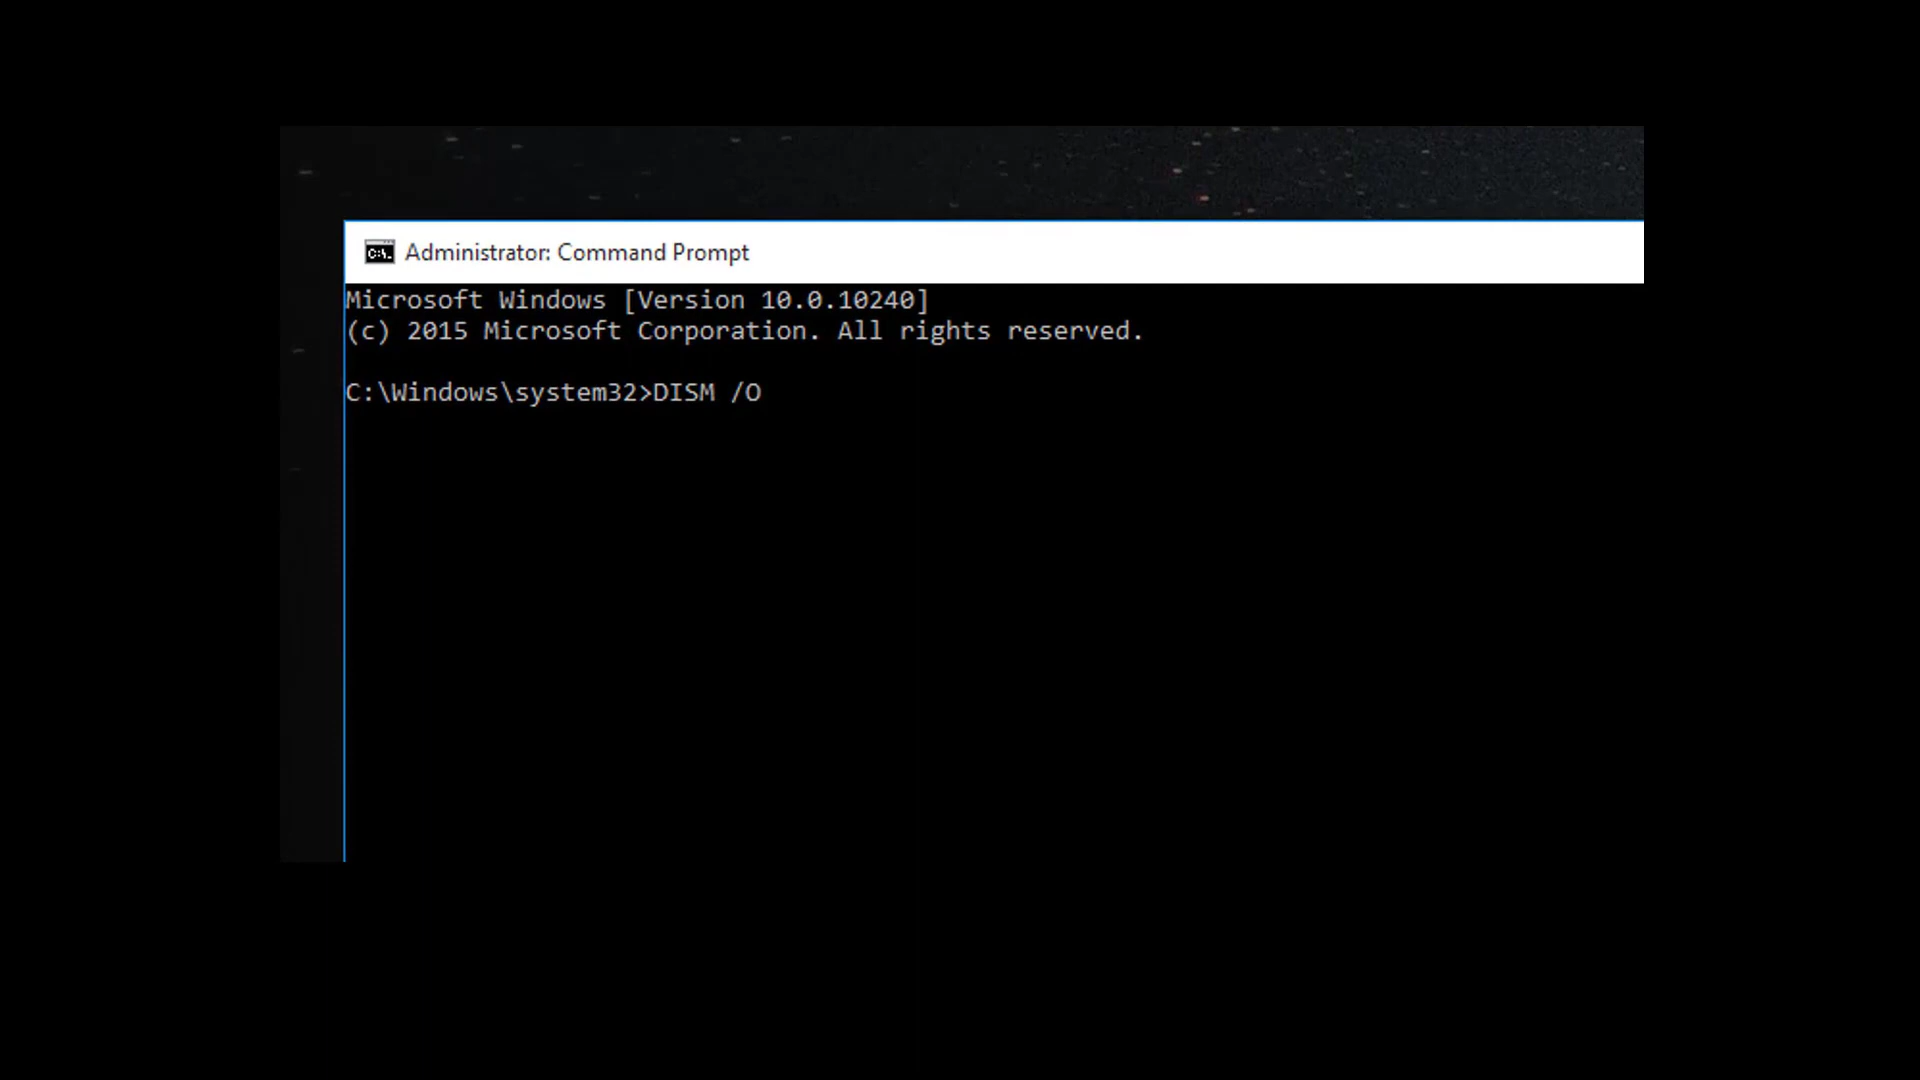 Administrator: Command Prompt
Microsoft Windows [Version 10.0.10240]
(c) 2015 Microsoft Corporation. All rights reserved.
C:\Windows\system32>DISM /O